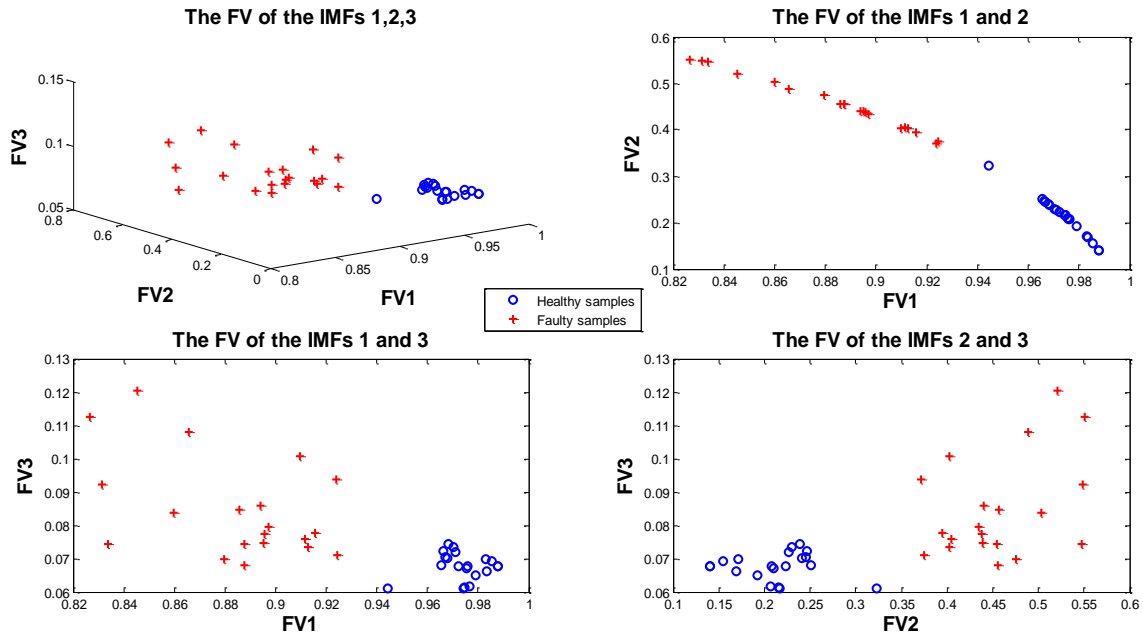 The FV of the IMFs 1,2,3
0.15
0.1
0.05
FV3
0.8
0.6
0.4
0.2
0
FV2
0.8
0.85
0.9
0.95
1
FV1
The FV of the IMFs 1 and 2
0.6
0.5
0.4
0.3
0.2
0.1
FV2
0.82 0.84 0.86 0.88 0.9 0.92 0.94 0.96 0.98 1
FV1
Healthy samples
Faulty samples
The FV of the IMFs 1 and 3
0.13
0.12
0.11
0.1
0.09
0.08
0.07
0.06
FV3
0.82 0.84 0.86 0.88 0.9 0.92 0.94 0.96 0.98 1
FV1
The FV of the IMFs 2 and 3
0.13
0.12
0.11
0.1
0.09
0.08
0.07
0.06
FV3
0.1 0.15 0.2 0.25 0.3 0.35 0.4 0.45 0.5 0.55 0.6
FV2